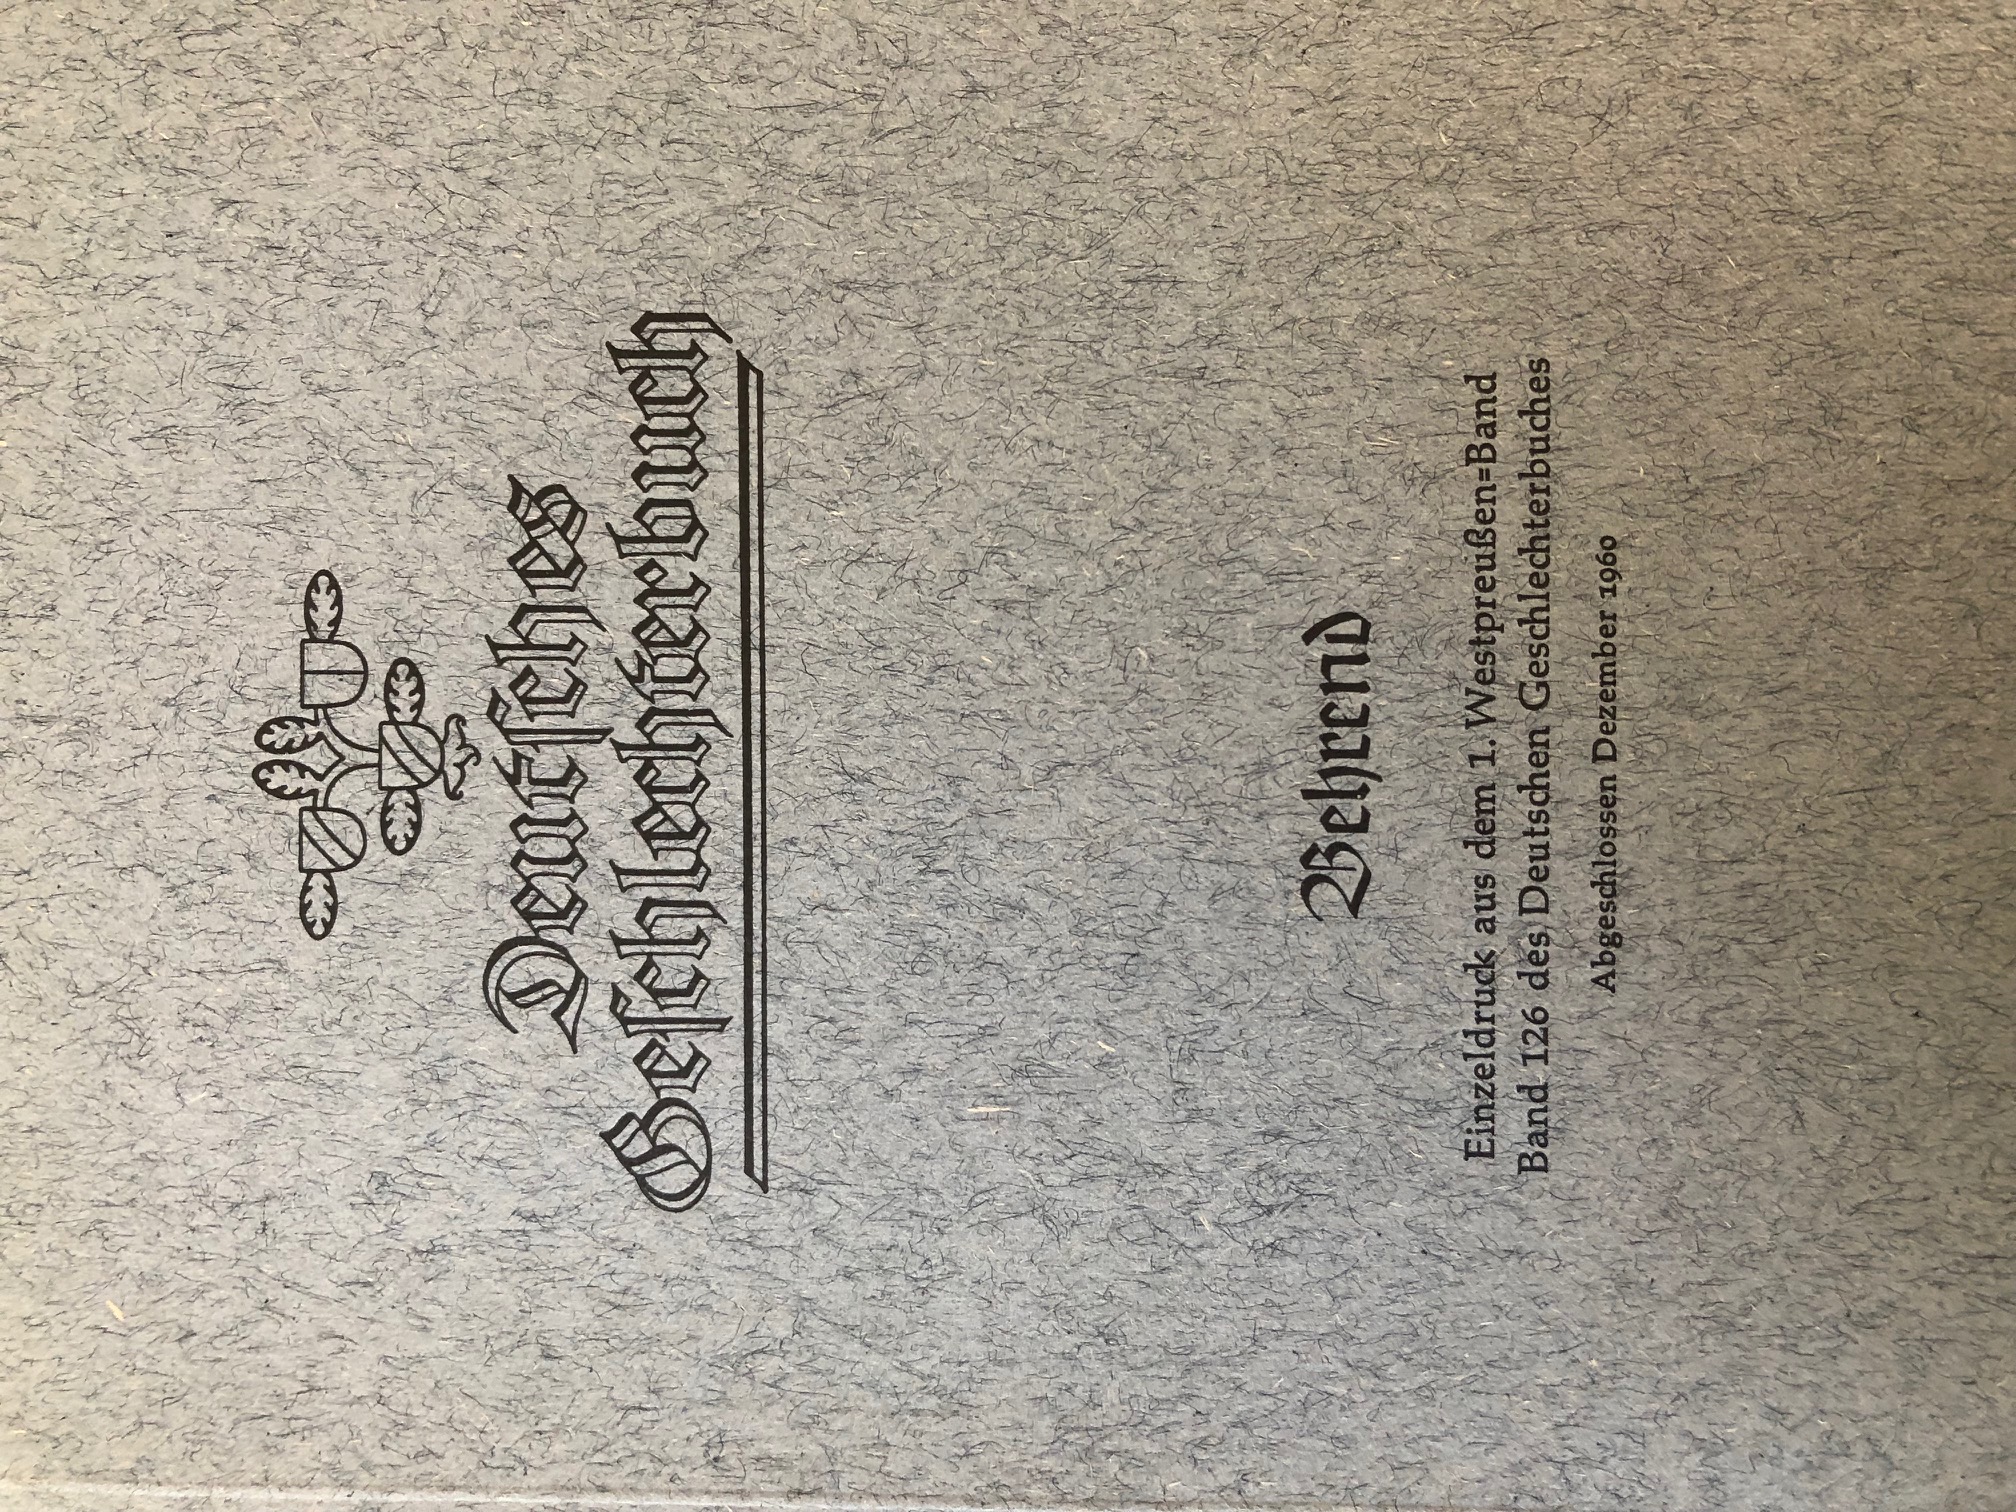 Deutsches
Geschlechterbuch
Behrend
Einzeldruck aus dem 1. Westpreußen=Band
Band 126 des Deutschen Geschlechterbuches
Abgeschlossen Dezember 1960